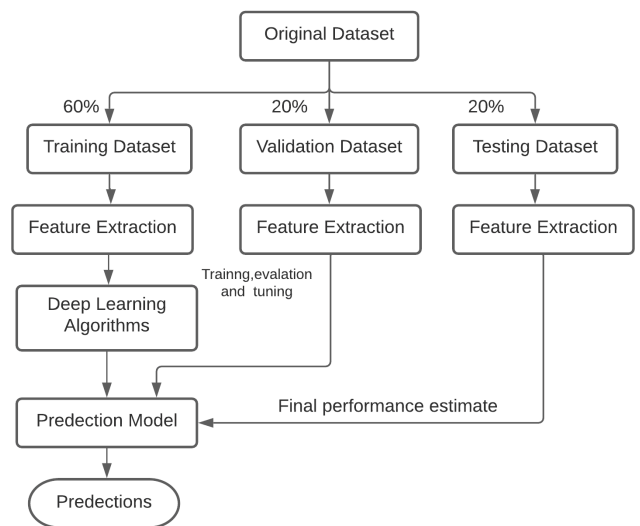 Original Dataset
60%
20%
20%
Training Dataset
Validation Dataset
Testing Dataset
Feature Extraction
Feature Extraction
Feature Extraction
Trainng,evalation
and tuning
Deep Learning
Algorithms
Final performance estimate
Predection Model
Predections